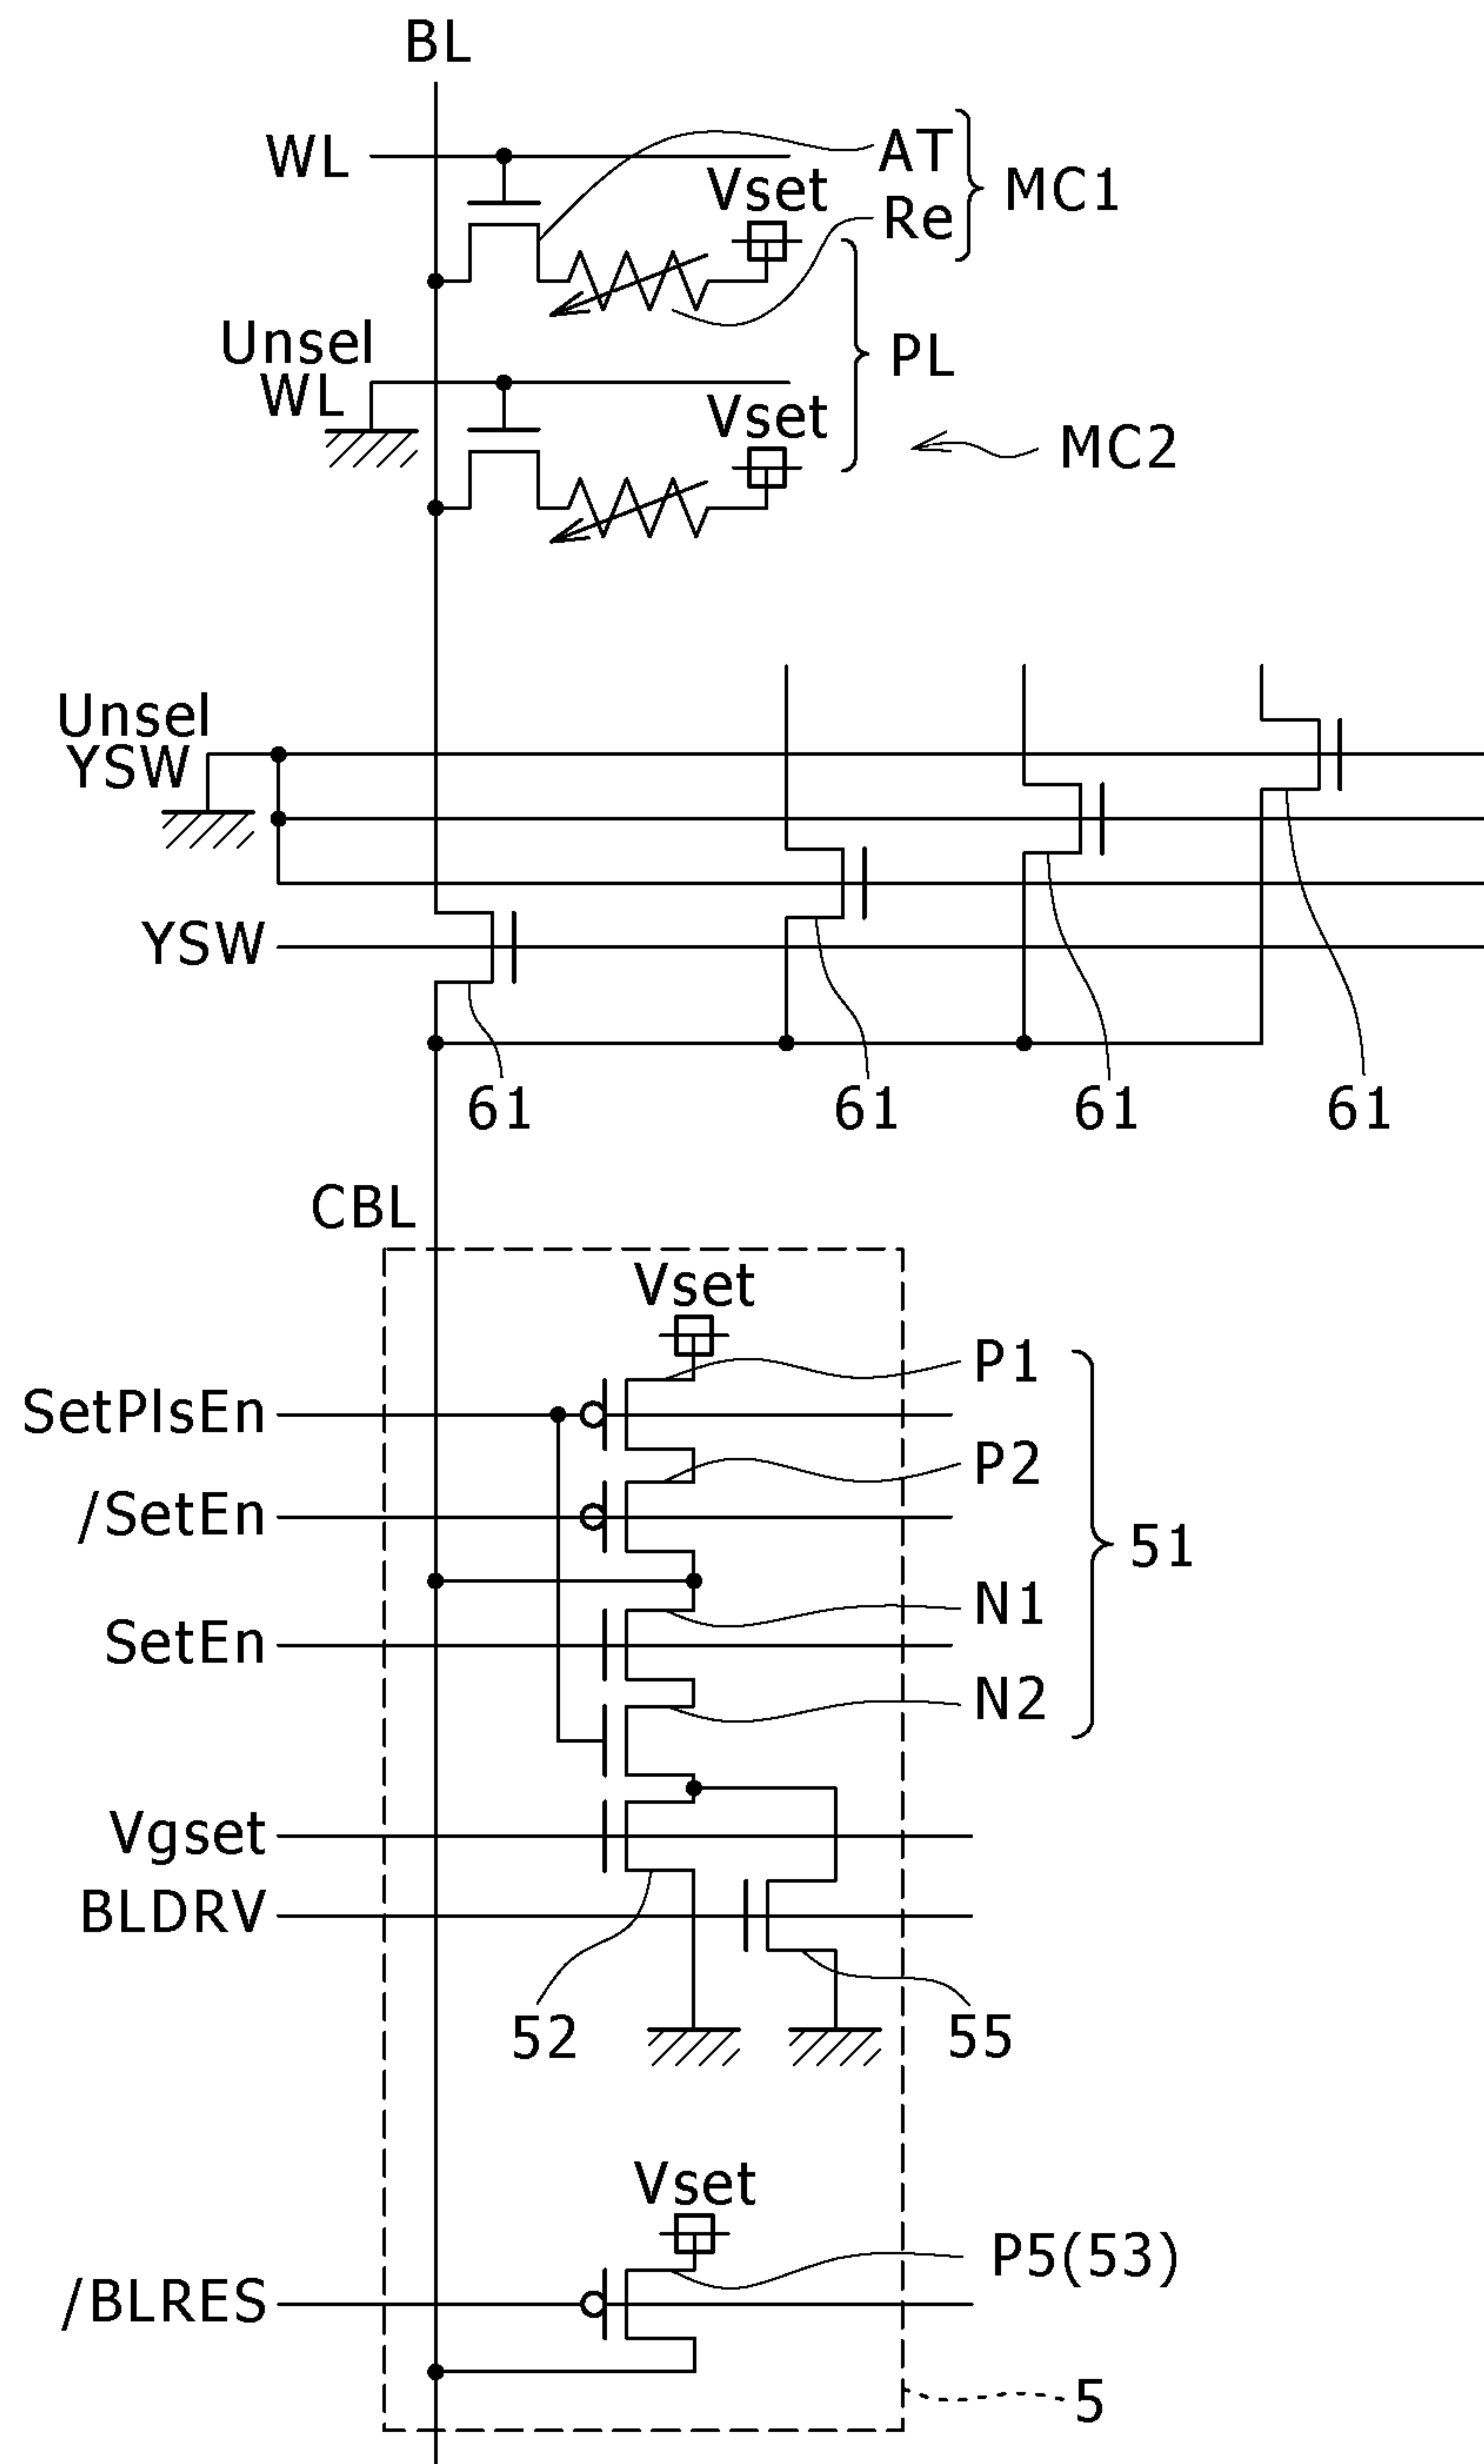 BL
WL
AT
Vset
MC1
Re
Unsel
PL
WL
Vset
MC2
Unsel
YSW
YSW
61
61
61
61
CBL
Vset
P1
SetPlsEn
P2
/SetEn
51
N1
SetEn
N2
Vgset
BLDRV
52
55
Vset
P5(53)
/BLRES
5